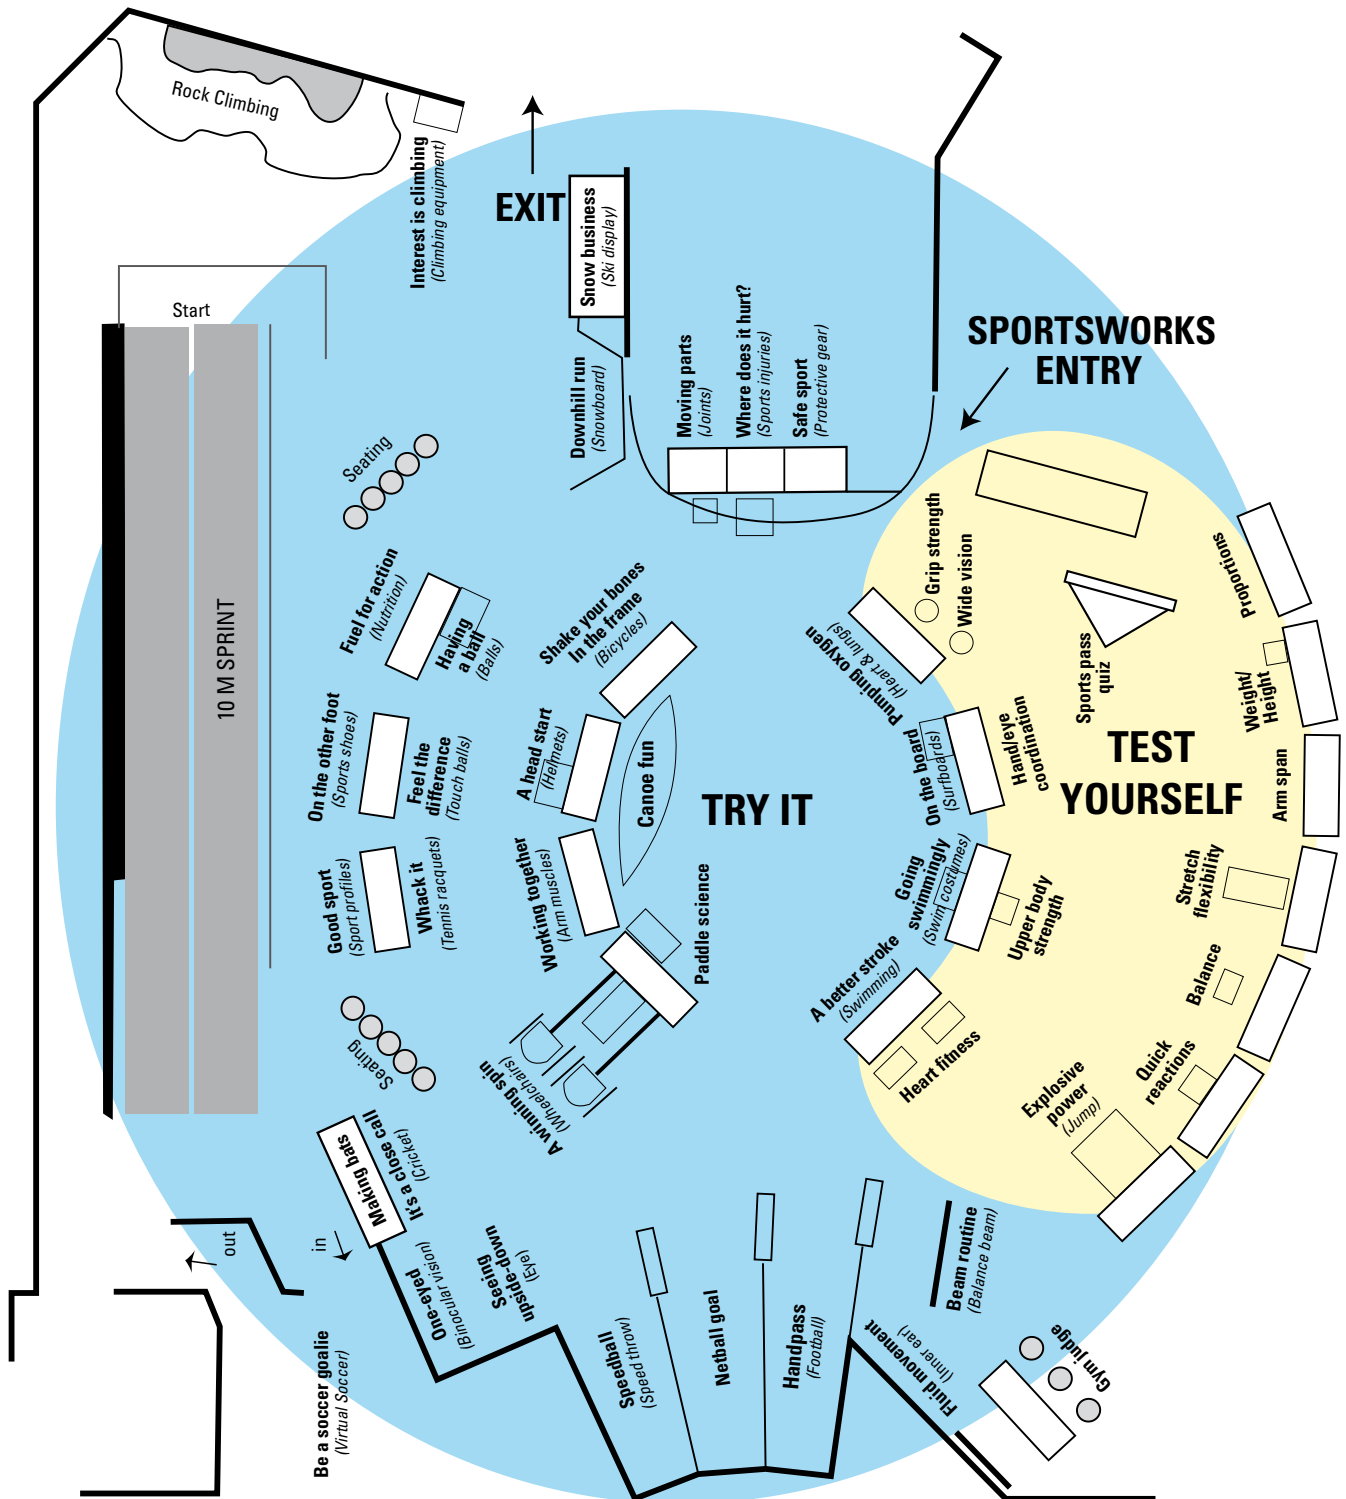 Rock Climbing
Interest is climbing
(Climbing equipment)
EXIT
Snow business
(Ski display)
Start
Downhill run
(Snowboard)
Moving parts
(Joints)
Where does it hurt?
(Sports injuries)
Safe sport
(Protective gear)
SPORTSWORKS
ENTRY
Seating
10 M SPRINT
Fuel for action
(Nutrition)
Having
a ball
(Balls)
Shake your bones
In the frame
(Bicycles)
Pumping oxygen
(Heart & lungs)
Grip strength
Wide vision
Sports pass
quiz
Proportions
Weight/
Height
On the other foot
(Sports shoes)
Feel the
difference
(Touch balls)
A head start
(Helmets)
Canoe fun
TRY IT
On the board
(Surfboards)
Hand/eye
coordination
TEST
YOURSELF
Arm span
Good sport
(Sport profiles)
Whack it
(Tennis racquets)
Working together
(Arm muscles)
Paddle science
Going
swimmingly
(Swim costumes)
Upper body
strength
Stretch
flexibility
Balance
Seating
A winning spin
(Wheelchairs)
A better stroke
(Swimming)
Heart fitness
Explosive
power
(Jump)
Quick
reactions
Making bats
It's a close call
(Cricket)
out
in
One-eyed
(Binocular vision)
Seeing
upside-down
(Eye)
Be a soccer goalie
(Virtual Soccer)
Speedball
(Speed throw)
Netball goal
Handpass
(Football)
Beam routine
(Balance beam)
Fluid movement
(Inner ear)
Gym judge